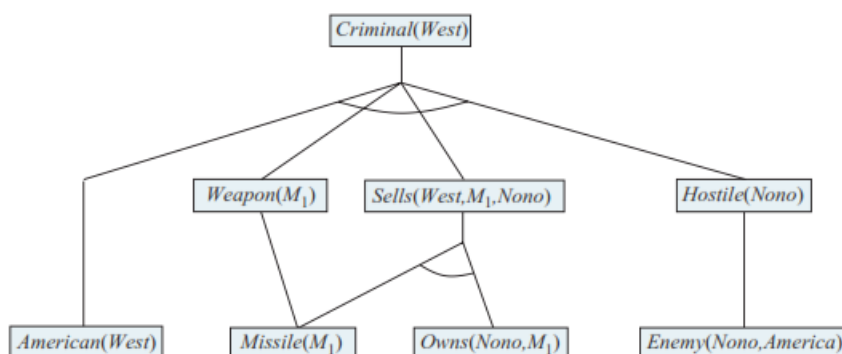 Criminal(West)
Weapon(M₁)
Sells(West,M₁,Nono)
Hostile(Nono)
American(West)
Missile(M₁)
Owns(Nono,M₁)
Enemy(Nono,America)